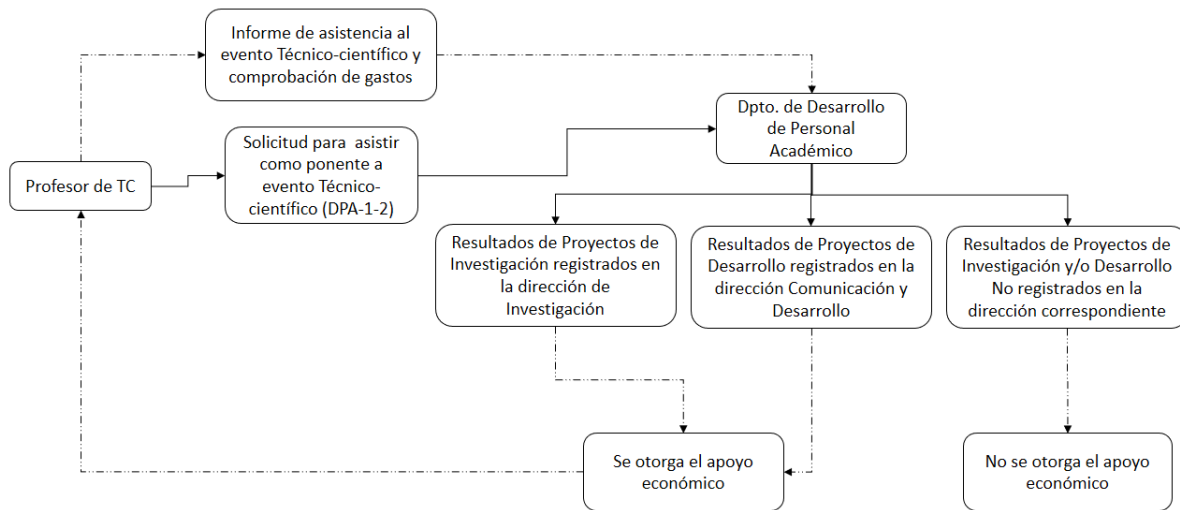 Informe de asistencia al
evento Técnico-científico y
comprobación de gastos
Dpto. de Desarrollo
de Personal
Académico
Solicitud para asistir
como ponente a
evento Técnico-
científico (DPA-1-2)
Profesor de TC
Resultados de Proyectos de
Investigación registrados en
la dirección de
Investigación
Resultados de Proyectos de
Desarrollo registrados en la
dirección Comunicación y
Desarrollo
Resultados de Proyectos de
Investigación y/o Desarrollo
No registrados en la
dirección correspondiente
Se otorga el apoyo
económico
No se otorga el apoyo
económico